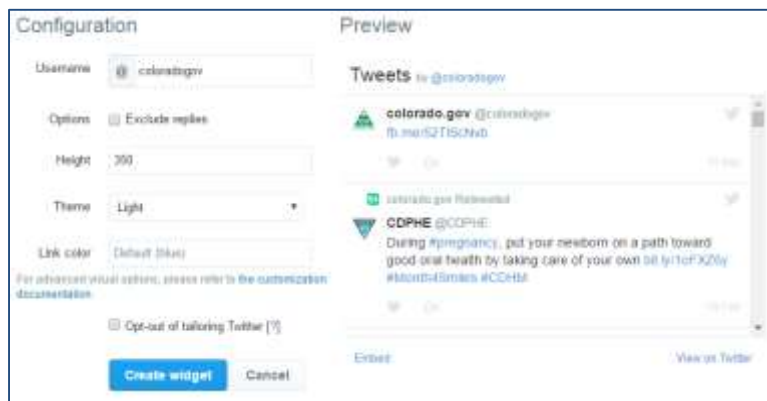 Configuration
Username @ coloradogov
Options Exclude replies
Height 350
Theme Light
Link color Default (blue)
For advanced visual options, please refer to the customization
documentation
Opt-out of tailoring Twitter [?]
Create widget Cancel
Preview
Tweets by @coloradogov
colorado.gov @coloradogov
colorado.gov Retweeted
CDPHE @CDPHE
During #pregnancy, put your newborn on a path toward
good oral health by taking care of your own
#Month4Smiles #CDHM
Embed View on Twitter